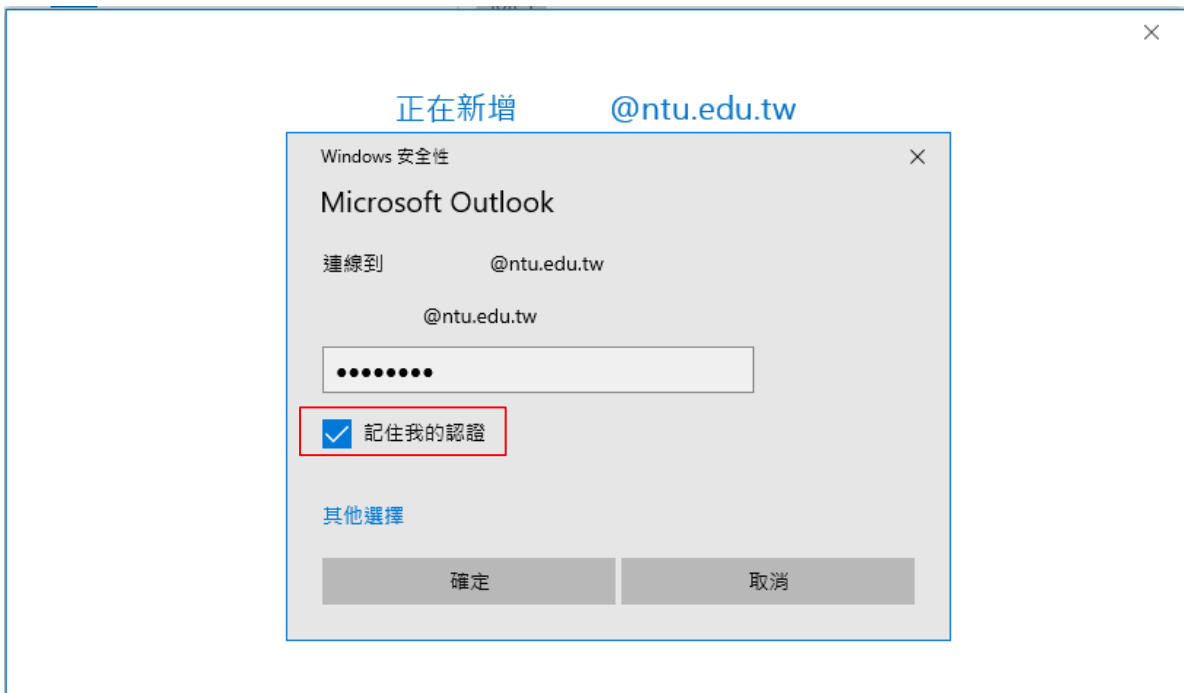 正在新增 @ntu.edu.tw
Windows 安全性
Microsoft Outlook
連線到 @ntu.edu.tw
@ntu.edu.tw
••••••••
記住我的認證
其他選擇
確定 取消